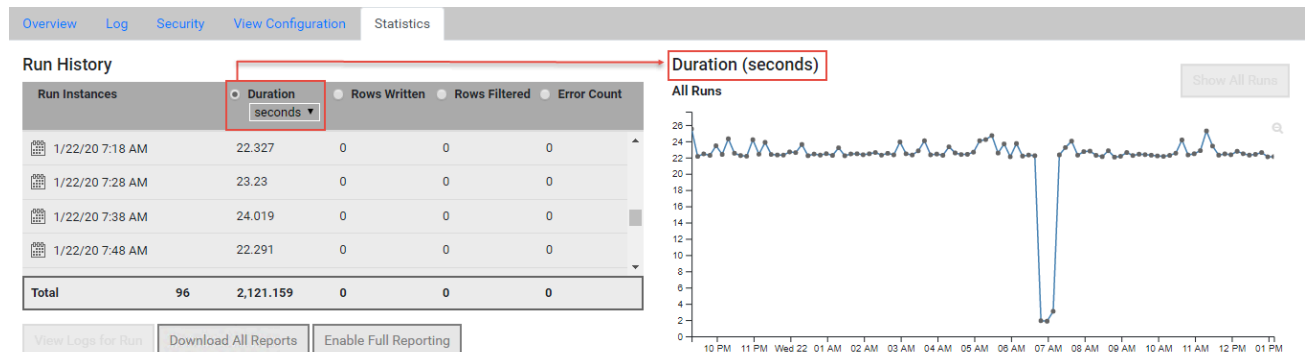 Overview Log Security View Configuration Statistics
Run History
Run Instances Duration Rows Written Rows Filtered Error Count
seconds
1/22/20 7:18 AM 22.327 0 0 0
1/22/20 7:28 AM 23.23 0 0 0
1/22/20 7:38 AM 24.019 0 0 0
1/22/20 7:48 AM 22.291 0 0 0
Total 96 2,121.159 0 0 0
View Logs for Run Download All Reports Enable Full Reporting
Duration (seconds)
All Runs
Show All Runs
26
24
22
20
18
16
14
12
10
8
6
4
2
0
10 PM 11 PM Wed 22 01 AM 02 AM 03 AM 04 AM 05 AM 06 AM 07 AM 08 AM 09 AM 10 AM 11 AM 12 PM 01 PM